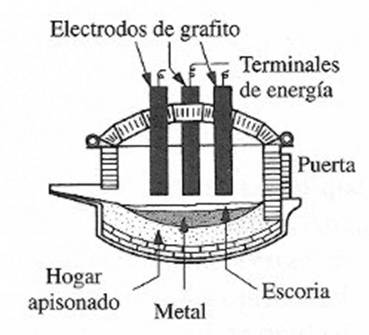 Electrodos de grafito
Terminales
de energía
Puerta
Hogar
apisonado
Metal
Escoria